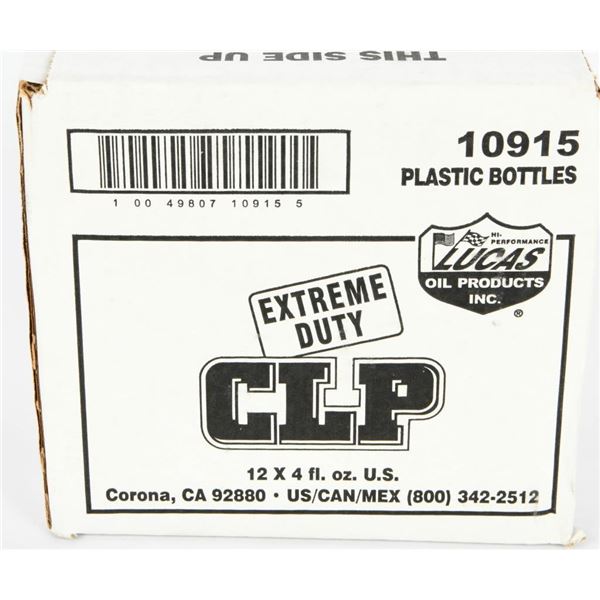 THIS SIDE UP
10915
PLASTIC BOTTLES
1 00 49807 10915 5
HI-
PERFORMANCE
LUCAS
OIL PRODUCTS
INC.
®
EXTREME
DUTY
CLP
12 X 4 fl. oz. U.S.
Corona, CA 92880 • US/CAN/MEX (800) 342-2512